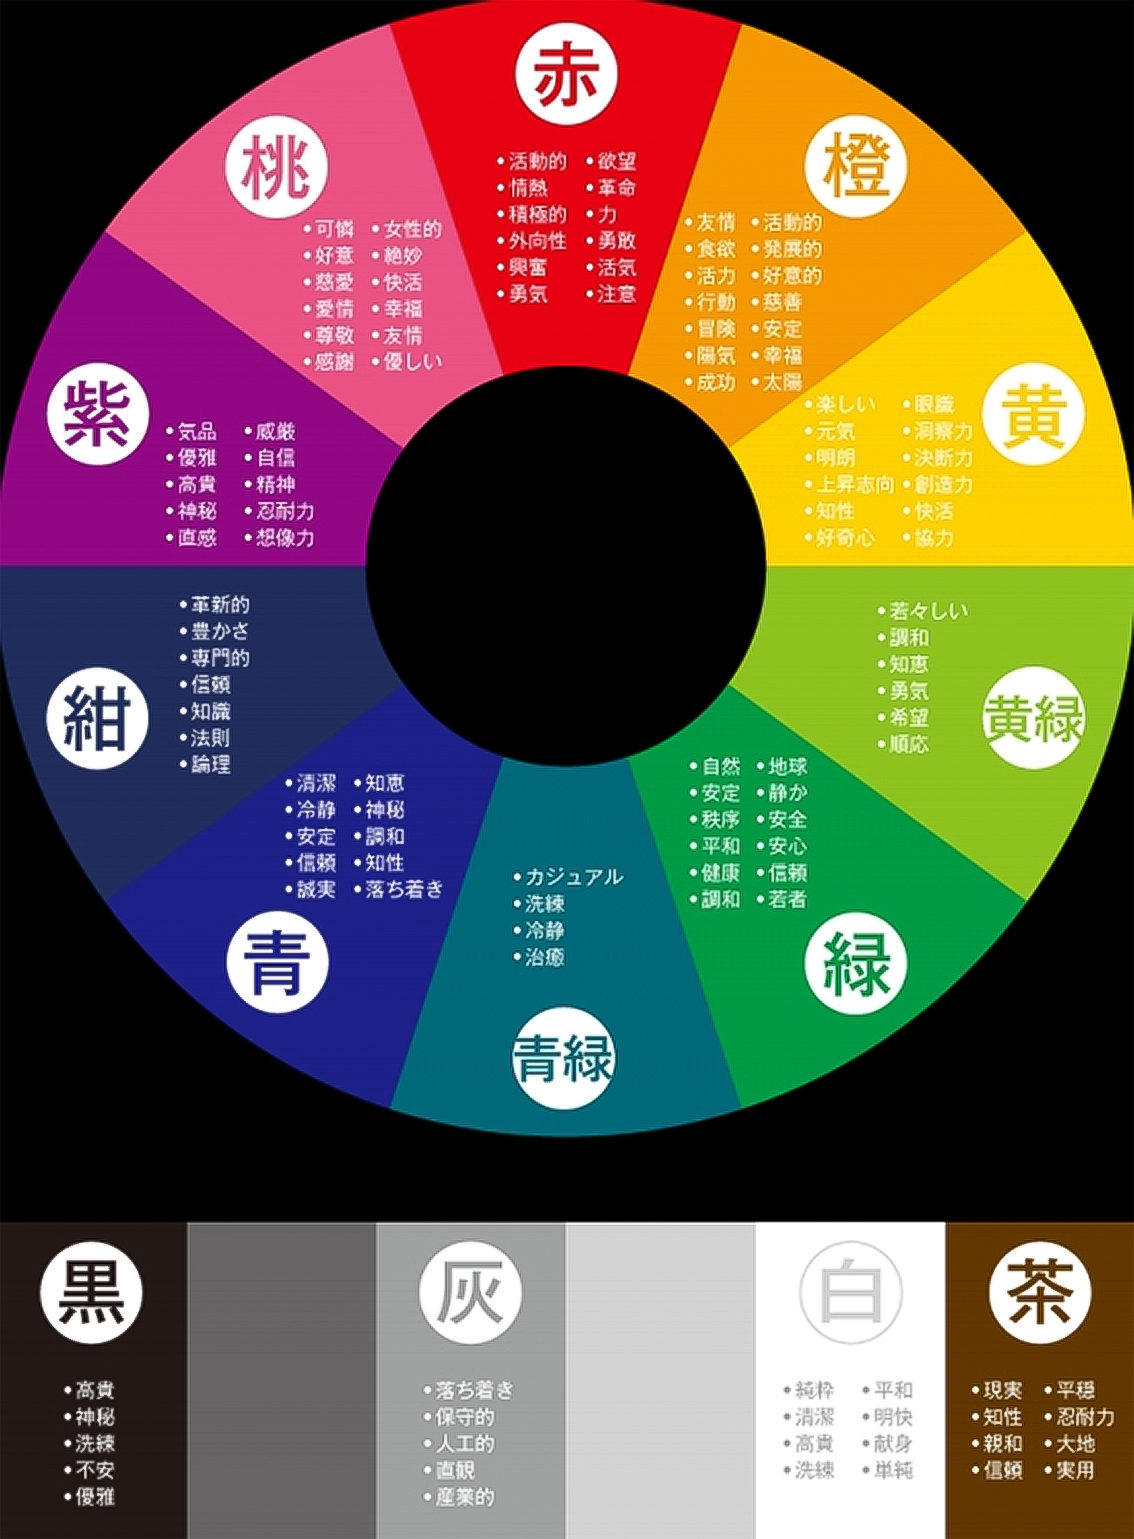 赤
•活動的 •欲望
•情熱 •革命
•積極的 •力
•外向性 •勇敢
•興奮 •活気
•勇気 •注意
橙
•友情 •活動的
•食欲 •発展的
•活力 •好意的
•行動 •慈善
•冒険 •安定
•陽気 •幸福
•成功 •太陽
黄
•楽しい •眼識
•元気 •洞察力
•明朗 •決断力
•上昇志向 •創造力
•知性 •快活
•好奇心 •協力
黄緑
•若々しい
•調和
•知恵
•勇気
•希望
•順応
緑
•自然 •地球
•安定 •静か
•秩序 •安全
•平和 •安心
•健康 •信頼
•調和 •若者
青緑
•カジュアル
•洗練
•冷静
•治癒
青
•清潔 •知恵
•冷静 •神秘
•安定 •調和
•信頼 •知性
•誠実 •落ち着き
紺
•革新的
•豊かさ
•専門的
•信頼
•知識
•法則
•論理
紫
•気品 •威厳
•優雅 •自信
•高貴 •精神
•神秘 •忍耐力
•直感 •想像力
桃
•可憐 •女性的
•好意 •絶妙
•慈愛 •快活
•愛情 •幸福
•尊敬 •友情
•感謝 •優しい
黒
•高貴
•神秘
•洗練
•不安
•優雅
灰
•落ち着き
•保守的
•人工的
•直観
•産業的
白
•純粋 •平和
•清潔 •明快
•高貴 •献身
•洗練 •単純
茶
•現実 •平穏
•知性 •忍耐力
•親和 •大地
•信頼 •実用